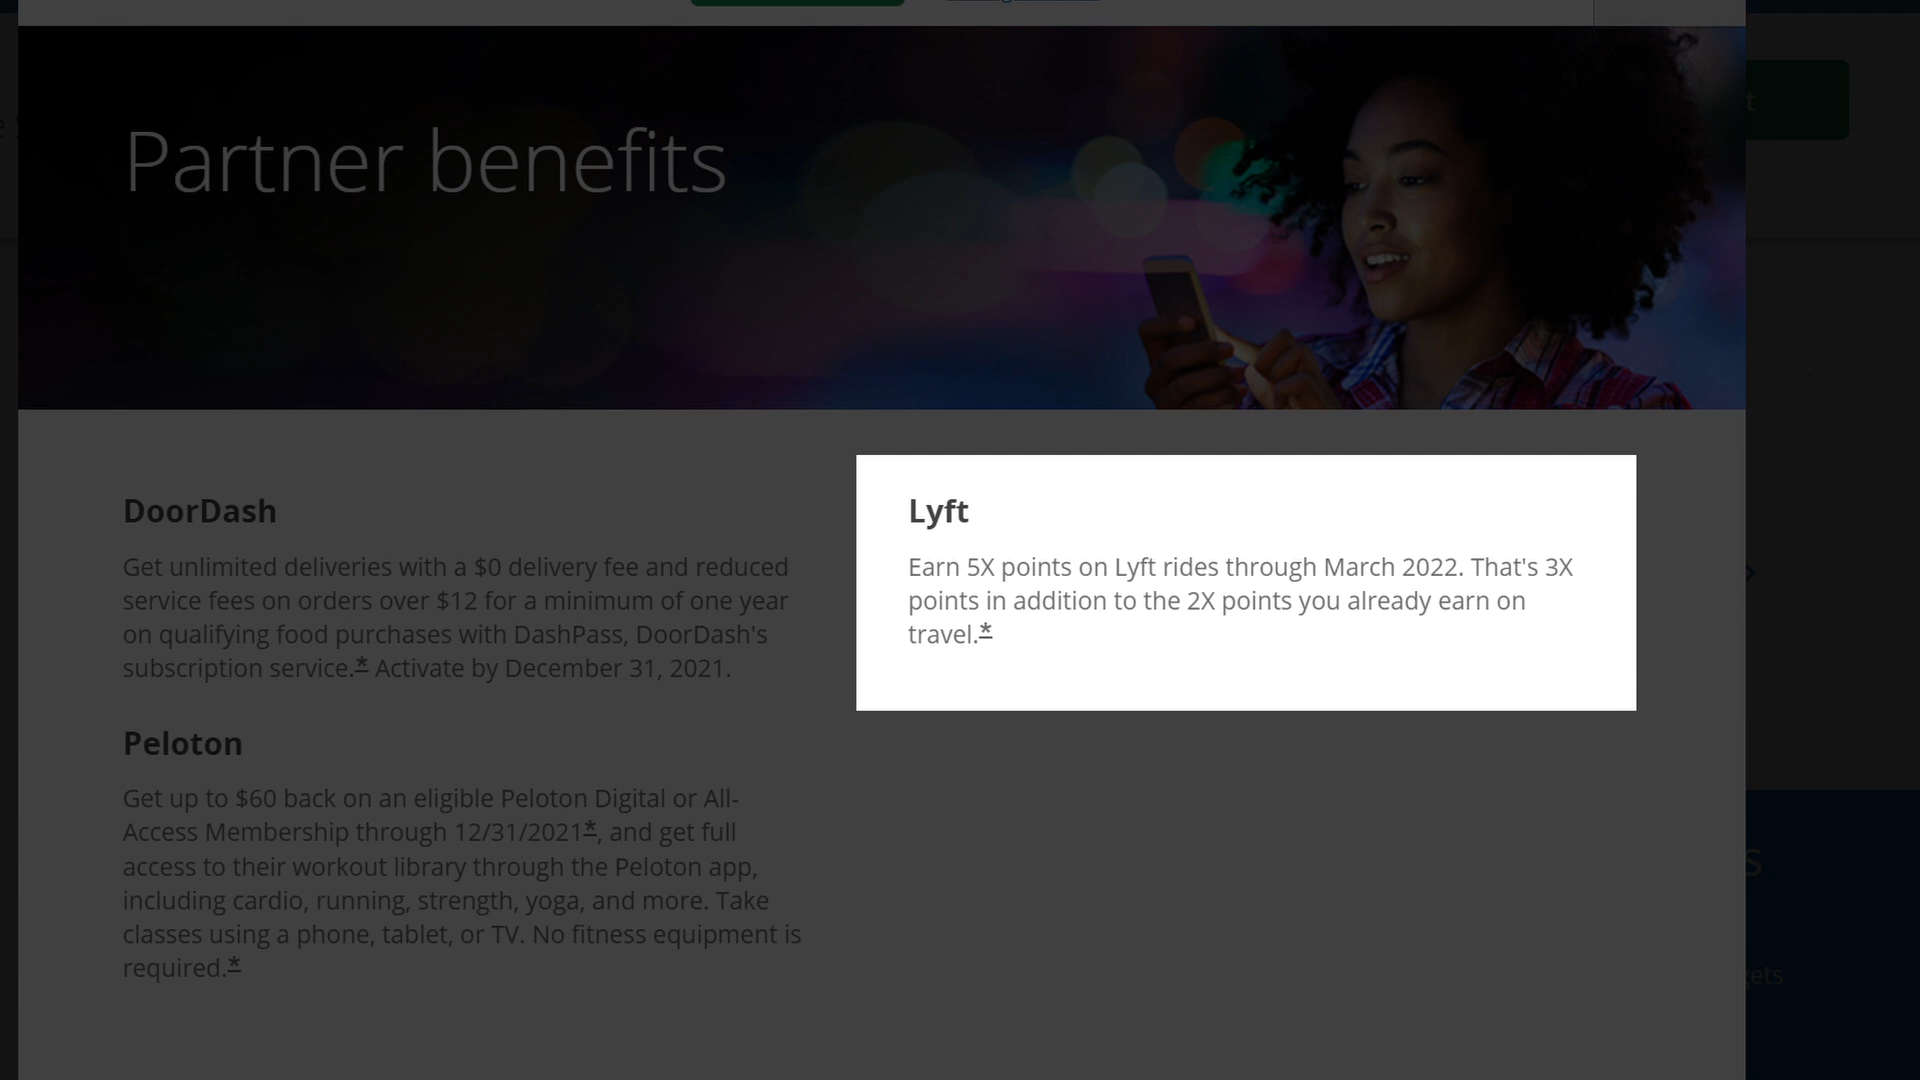 Partner benefits
DoorDash
Get unlimited deliveries with a $0 delivery fee and reduced
service fees on orders over $12 for a minimum of one year
on qualifying food purchases with DashPass, DoorDash's
subscription service.* Activate by December 31, 2021.
Peloton
Get up to $60 back on an eligible Peloton Digital or All-
Access Membership through 12/31/2021*, and get full
access to their workout library through the Peloton app,
including cardio, running, strength, yoga, and more. Take
classes using a phone, tablet, or TV. No fitness equipment is
required.*
Lyft
Earn 5X points on Lyft rides through March 2022. That's 3X
points in addition to the 2X points you already earn on
travel.*